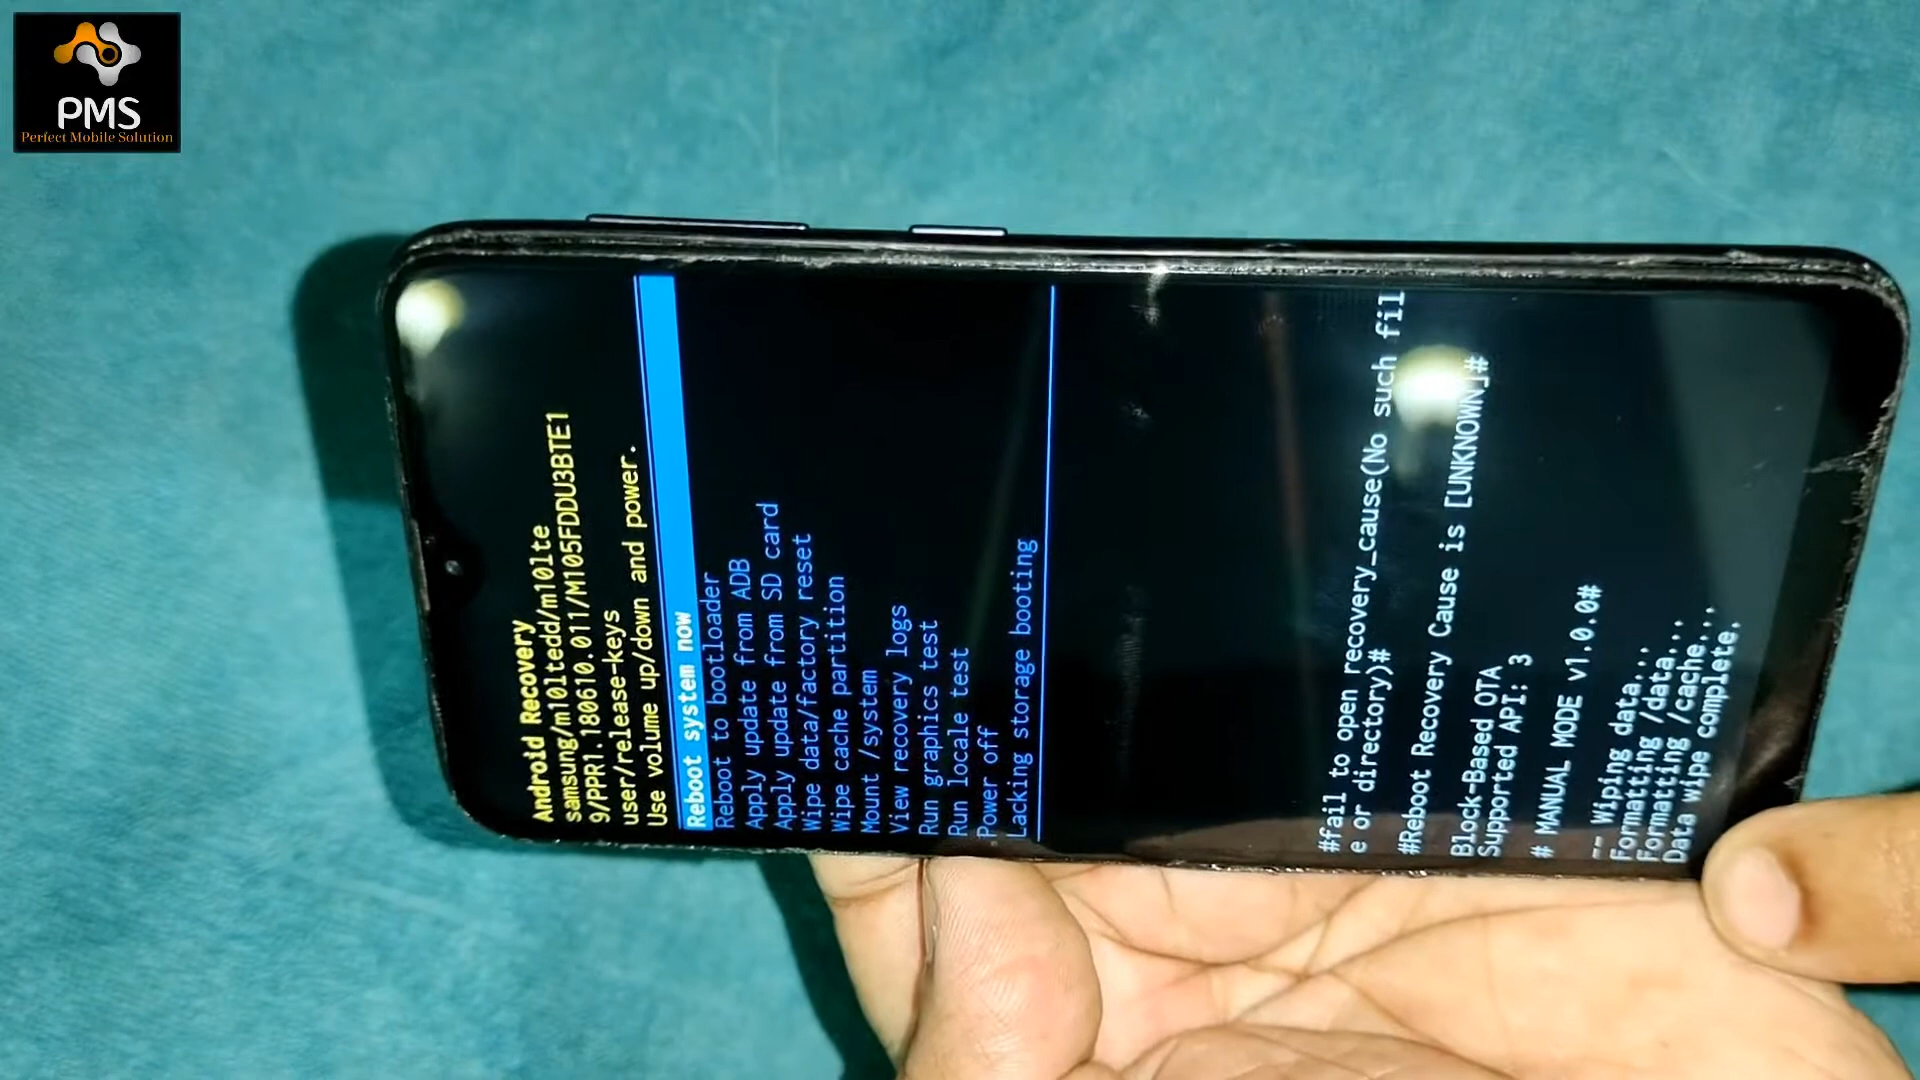 PMS
Perfect Mobile Solution
Android Recovery
samsung/m10ltedd/m10lte
9/PPR1.180610.011/M105FDDU3BTE1
user/release-keys
Use volume up/down and power.
Reboot system now
Reboot to bootloader
Apply update from ADB
Apply update from SD card
Wipe data/factory reset
Wipe cache partition
Mount /system
View recovery logs
Run graphics test
Run locale test
Power off
Lacking storage booting
#fail to open recovery_cause(No such fil
e or directory)#
#Reboot Recovery Cause is [UNKNOWN]#
Block-Based OTA
Supported API: 3
# MANUAL MODE v1.0.0#
-- Wiping data...
Formatting /data...
Formatting /cache...
Data wipe complete.